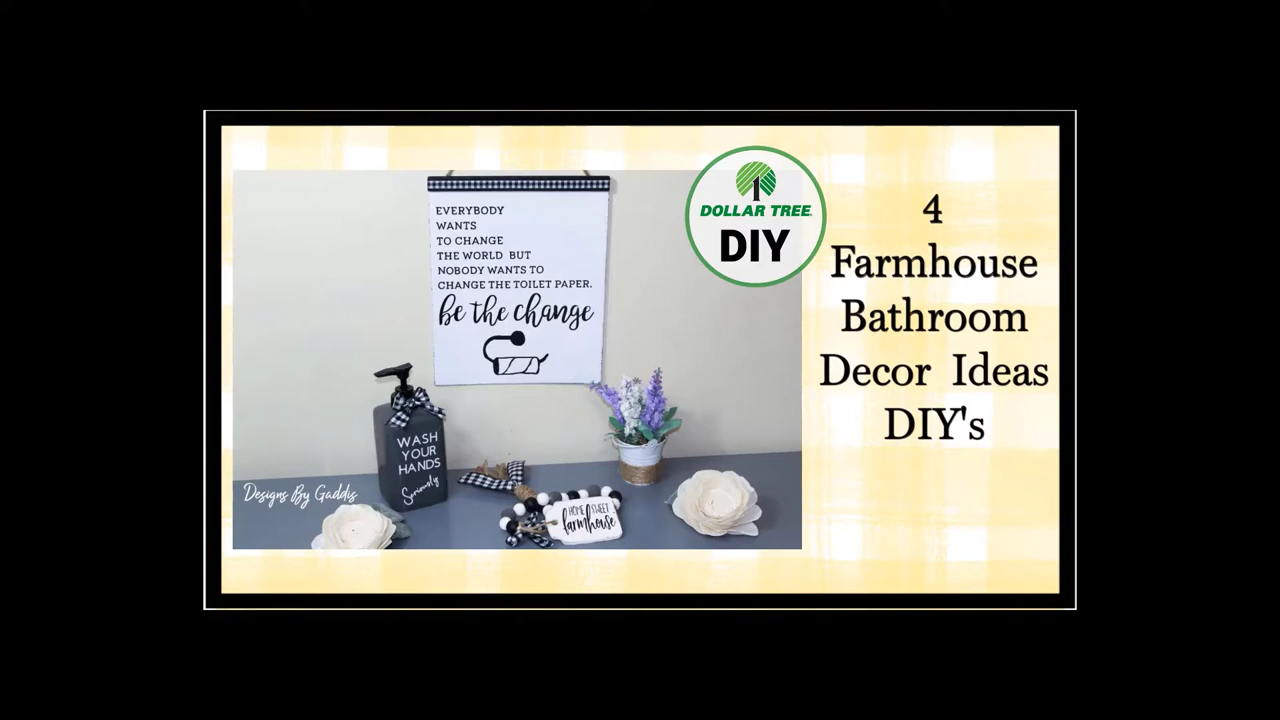 EVERYBODY
WANTS
TO CHANGE
THE WORLD BUT
NOBODY WANTS TO
CHANGE THE TOILET PAPER.
be the change
WASH
YOUR
HANDS
Seriously
HOME SWEET
farmhouse
Designs By Gaddis
DOLLAR TREE
DIY
4
Farmhouse
Bathroom
Decor Ideas
DIY's